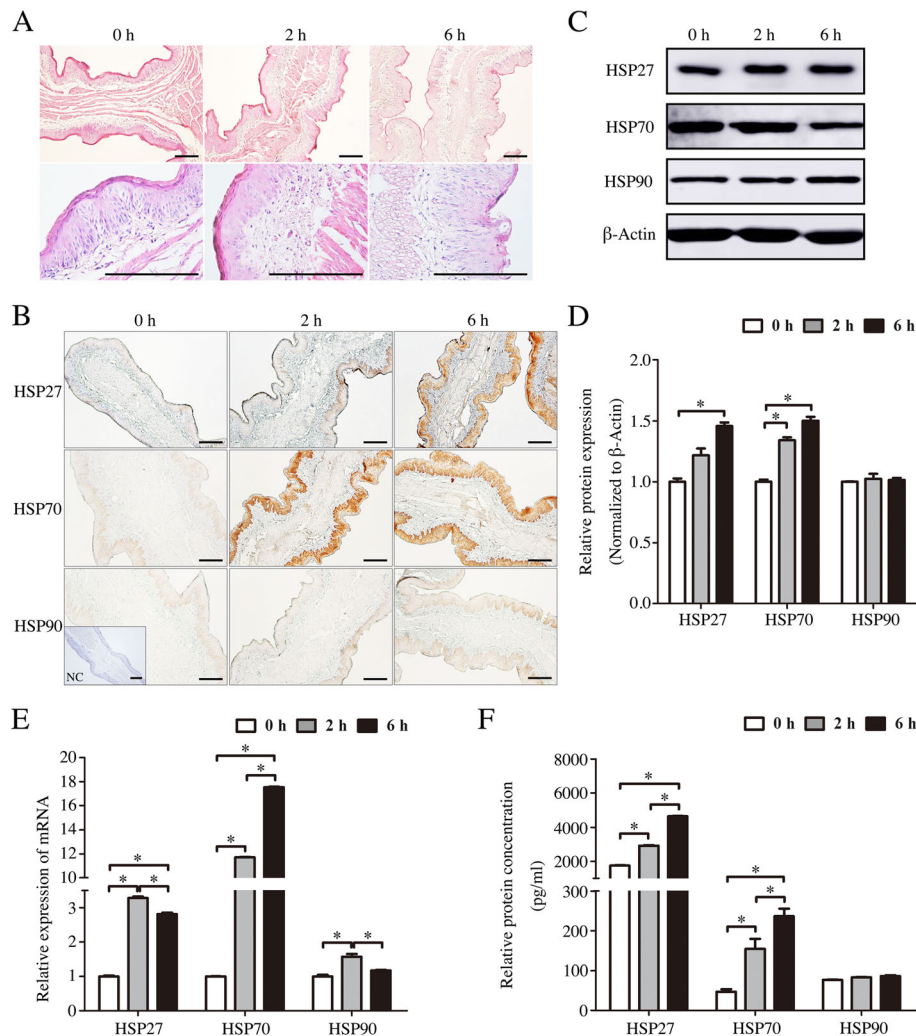 A
0 h 2 h 6 h
B
0 h 2 h 6 h
HSP27
HSP70
HSP90
NC
C
0 h 2 h 6 h
HSP27
HSP70
HSP90
β-Actin
D
0 h 2 h 6 h
Relative protein expression
(Normalized to β-Actin)
2.0
1.5
1.0
0.5
0.0
* * *
HSP27 HSP70 HSP90
E
0 h 2 h 6 h
Relative expression of mRNA
20
18
16
14
12
10
3
2
1
0
* * * * * * * *
HSP27 HSP70 HSP90
F
0 h 2 h 6 h
Relative protein concentration
(pg/ml)
8000
6000
4000
2000
300
200
100
0
* * * * * *
HSP27 HSP70 HSP90